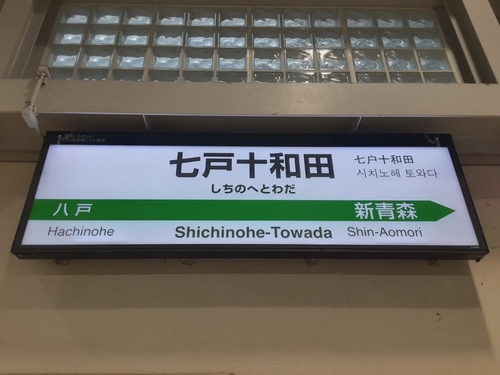 七戸十和田
七户十和田
しちのへとわだ
시치노헤 토와다
八戸
新青森
Hachinohe
Shichinohe-Towada
Shin-Aomori